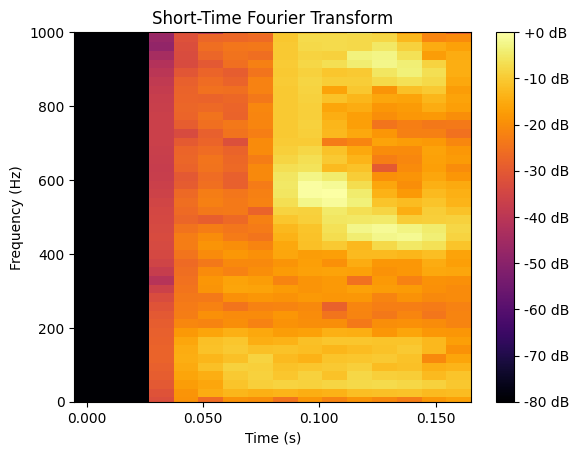 Short-Time Fourier Transform
1000
800
600
400
200
0
Frequency (Hz)
0.000
0.050
0.100
0.150
Time (s)
+0 dB
-10 dB
-20 dB
-30 dB
-40 dB
-50 dB
-60 dB
-70 dB
-80 dB